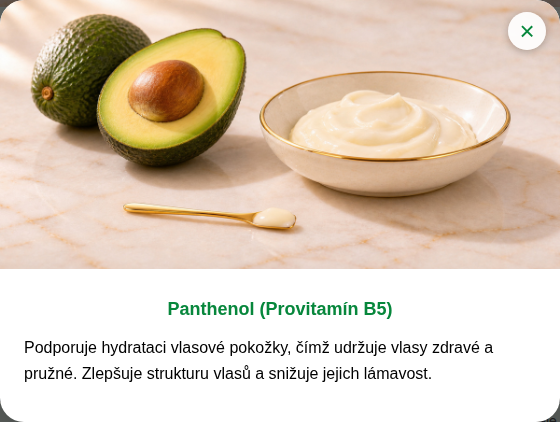 Panthenol (Provitamín B5)
Podporuje hydrataci vlasové pokožky, čímž udržuje vlasy zdravé a
pružné. Zlepšuje strukturu vlasů a snižuje jejich lámavost.